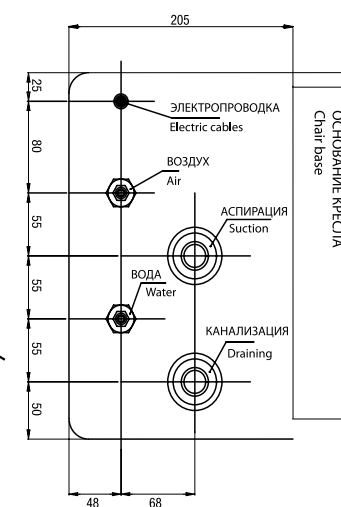 205
25
80
55
55
55
50
ЭЛЕКТРОПРОВОДКА
Electric cables
ВОЗДУХ
Air
АСПИРАЦИЯ
Suction
ВОДА
Water
КАНАЛИЗАЦИЯ
Draining
ОСНОВАНИЕ КРЕСЛА
Chair base
48
68